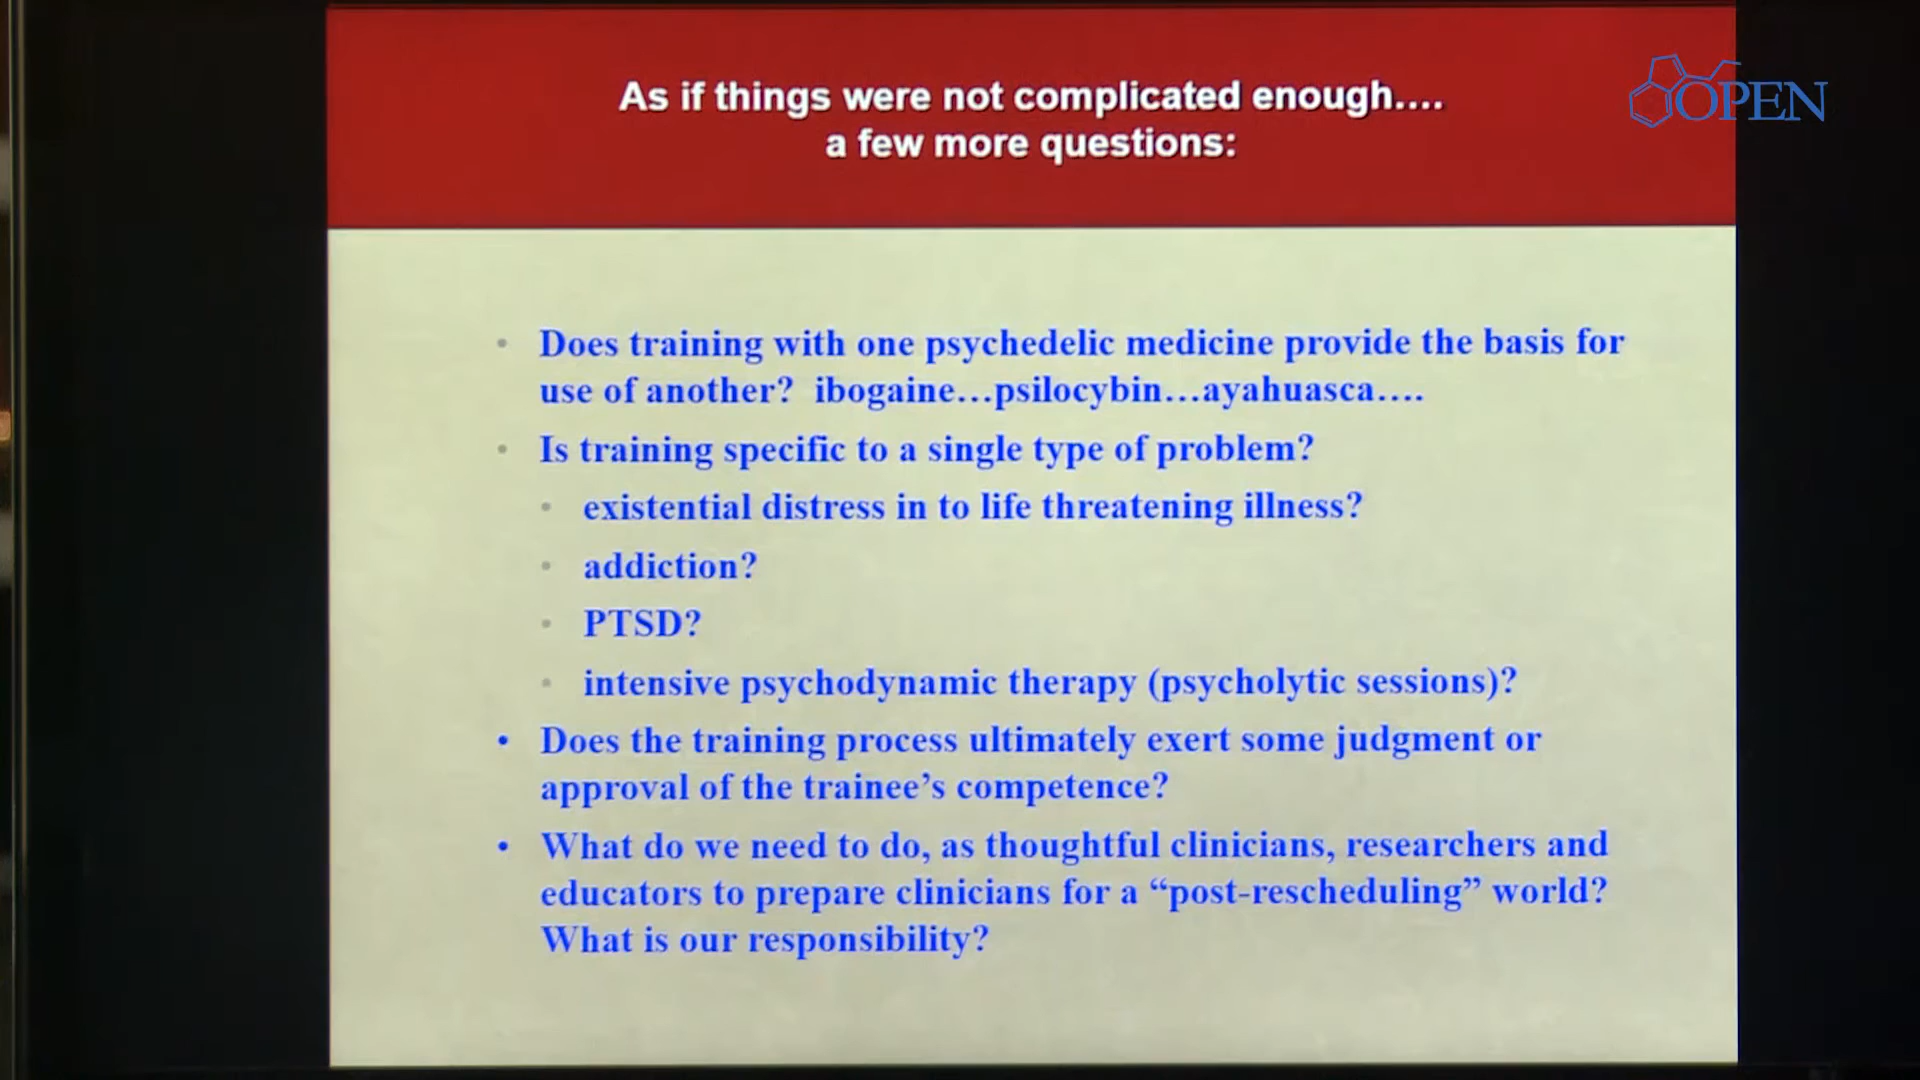 As if things were not complicated enough....
a few more questions:
OPEN
• Does training with one psychedelic medicine provide the basis for
use of another? ibogaine…psilocybin…ayahuasca….
• Is training specific to a single type of problem?
• existential distress in to life threatening illness?
• addiction?
• PTSD?
• intensive psychodynamic therapy (psycholytic sessions)?
• Does the training process ultimately exert some judgment or
approval of the trainee’s competence?
• What do we need to do, as thoughtful clinicians, researchers and
educators to prepare clinicians for a “post-rescheduling” world?
What is our responsibility?